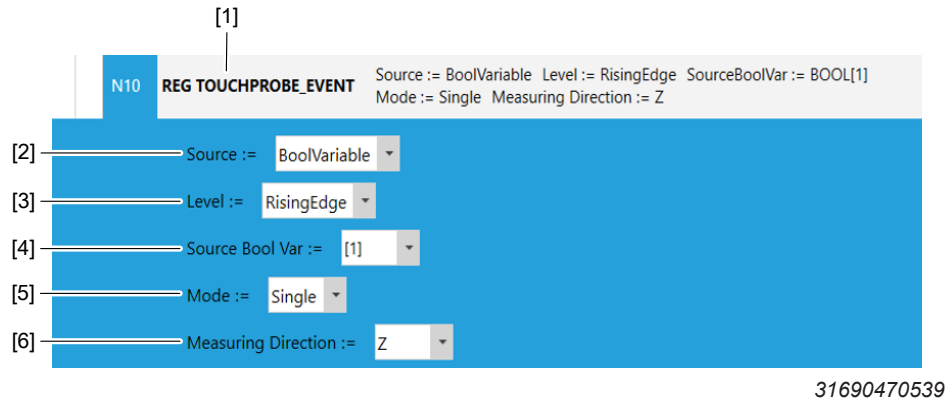 [1]
N10 REG TOUCHPROBE_EVENT Source := BoolVariable Level := RisingEdge SourceBoolVar := BOOL[1]
Mode := Single Measuring Direction := Z
[2] Source := BoolVariable
[3] Level := RisingEdge
[4] Source Bool Var := [1]
[5] Mode := Single
[6] Measuring Direction := Z
31690470539